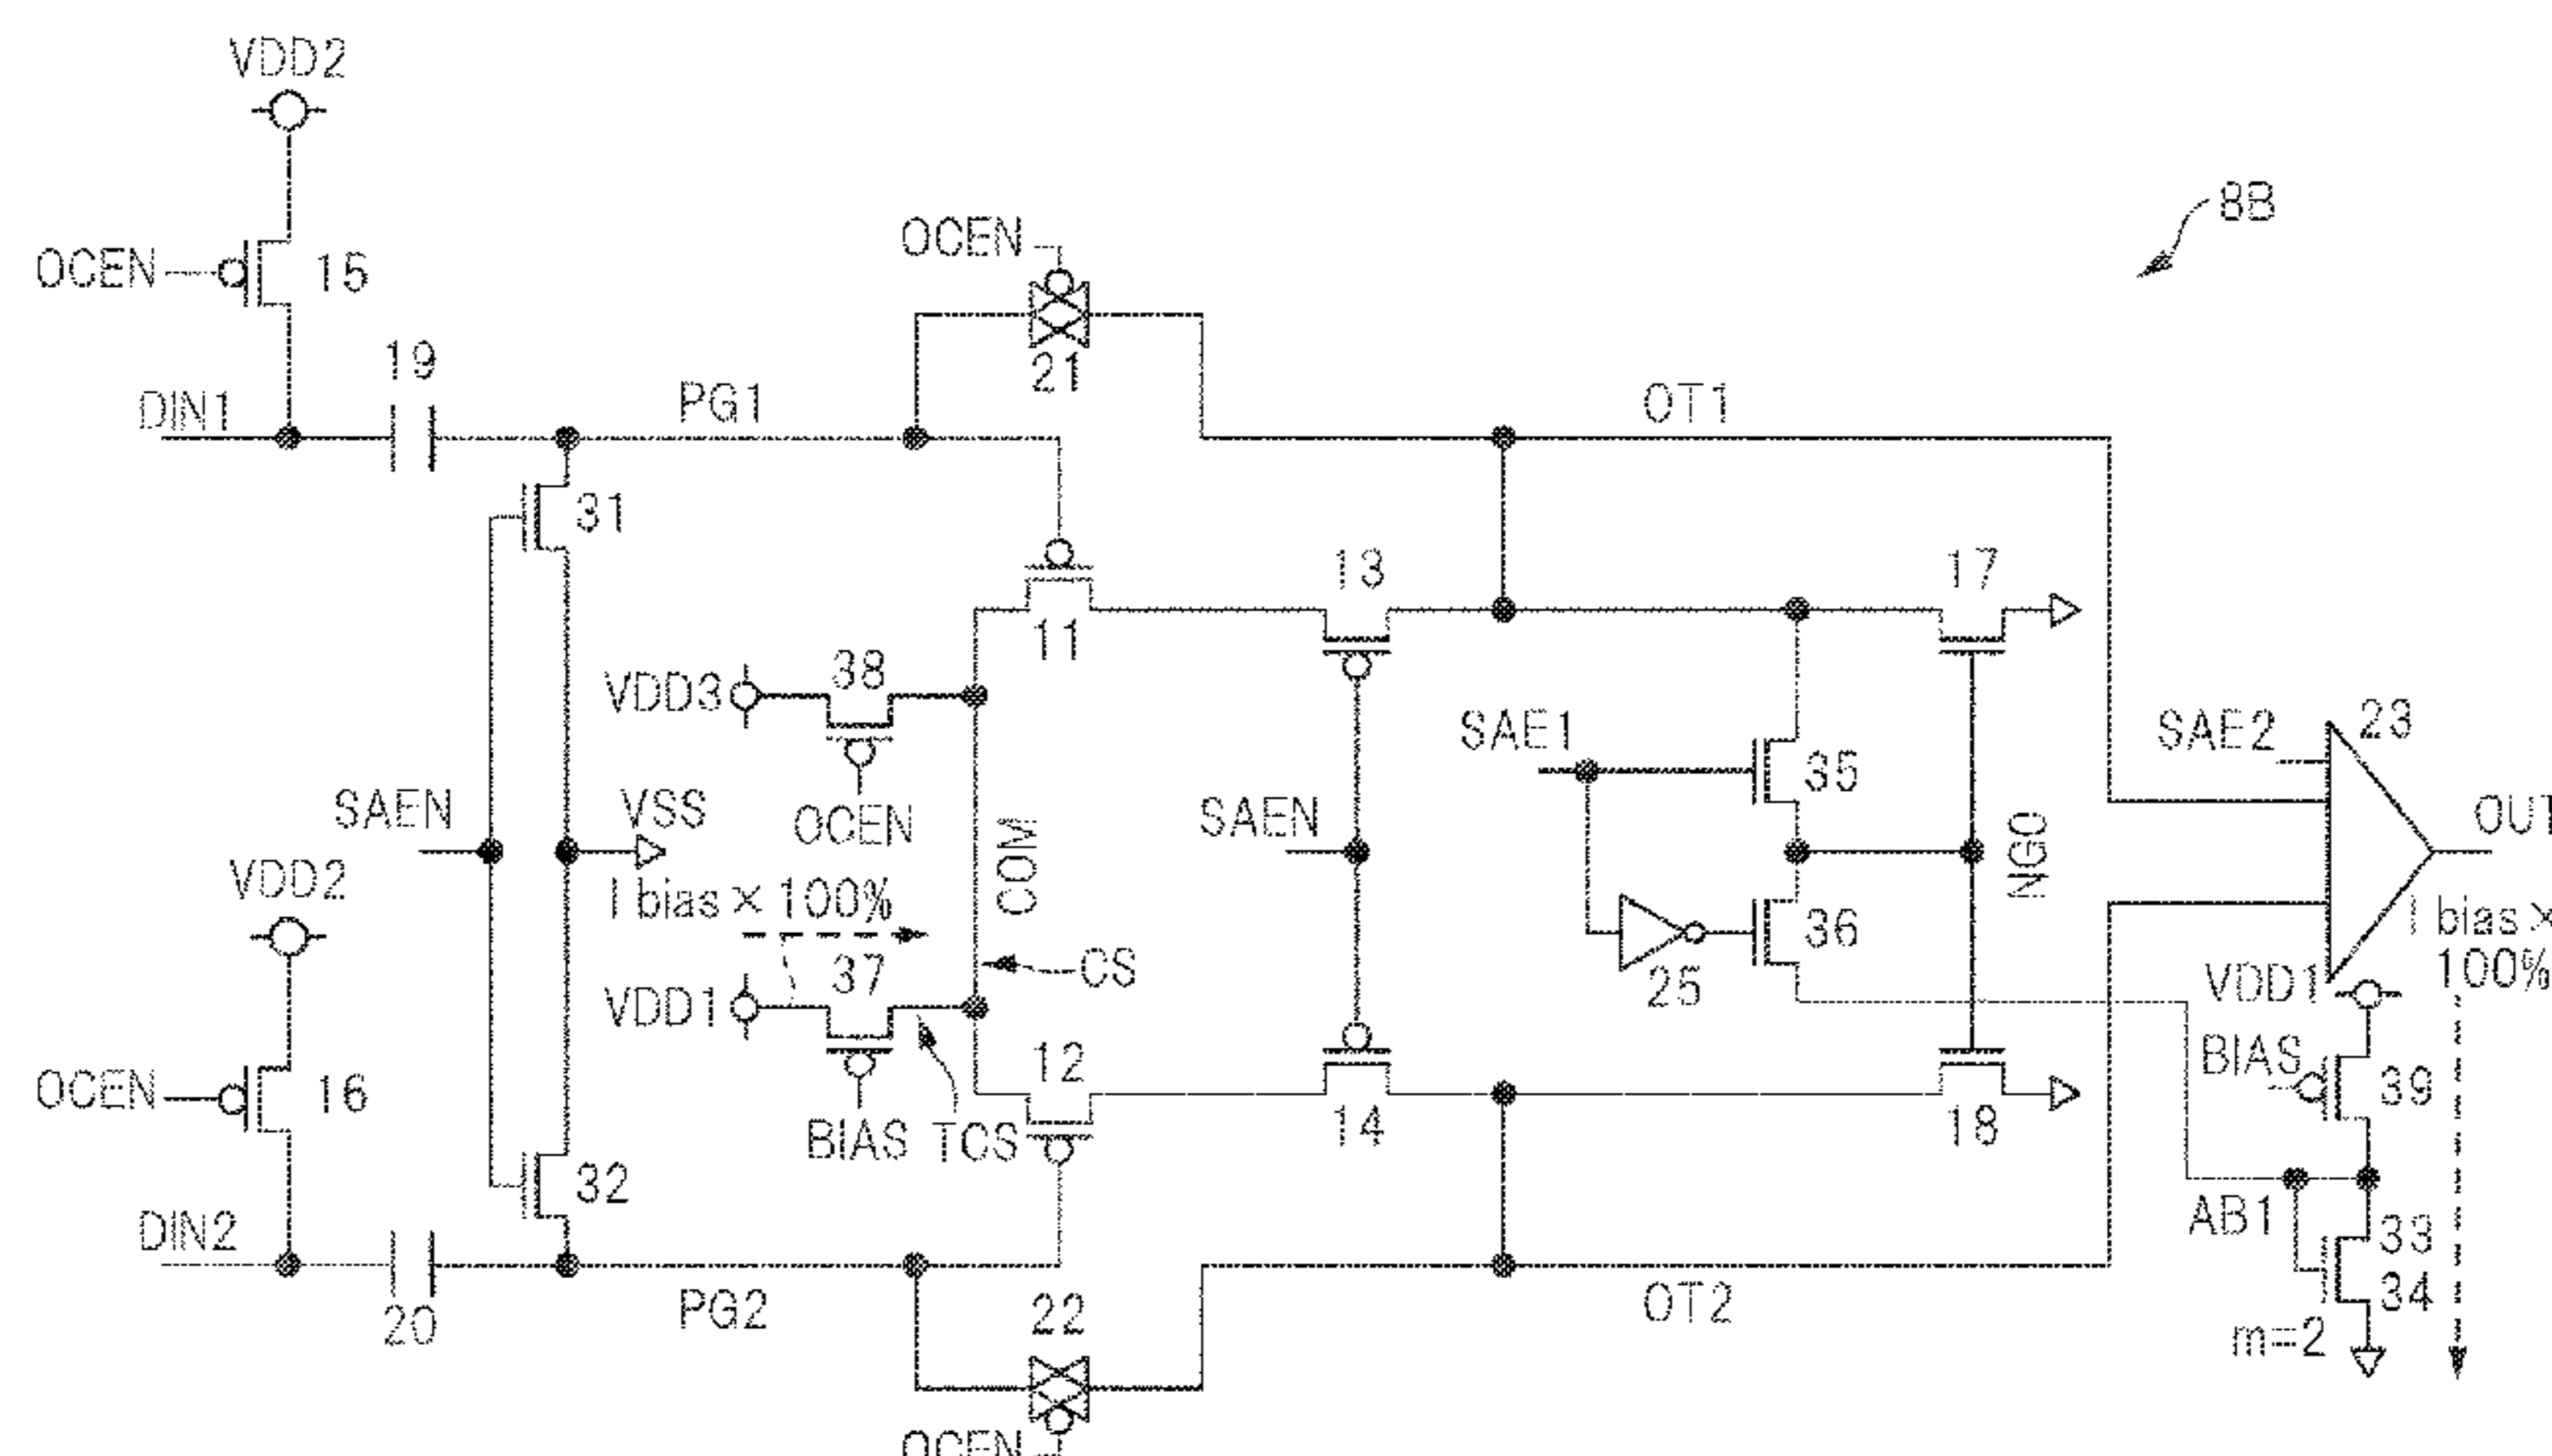 VDD2
8B
OCEN
OCEN
15
19
21
DIN1
PG1
OT1
31
13
17
11
38
VDD3
SAE1
35
SAE2
23
OCEN
SAEN
VSS
SAEN
COM
NGO
OUT
VDD2
I bias × 100%
36
I bias ×
100%
37
CS
25
VDD1
VDD1
BIAS
12
39
OCEN
16
BIAS
TCS
14
18
32
AB1
33
34
DIN2
20
PG2
22
OT2
m=2
OCEN